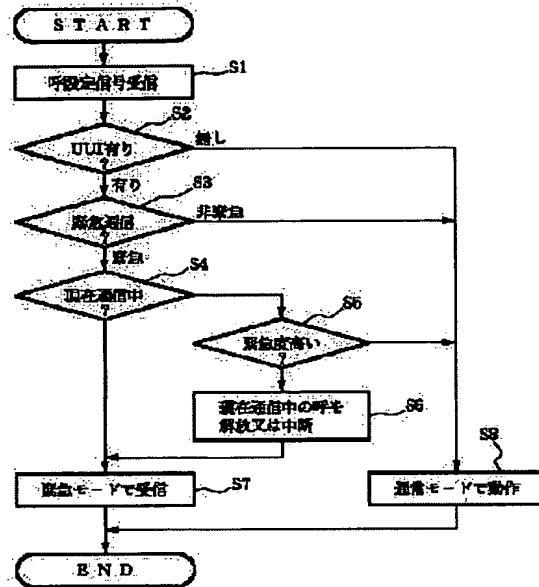 START
S1
呼設定信号受信
S2
UUI有り
?
無し
有り
S3
緊急通信
?
非緊急
緊急
S4
現在通信中
?
S5
緊急度高い
?
現在通信中の呼を
解放又は中断
S6
緊急モードで受信
S7
S8
通常モードで動作
END